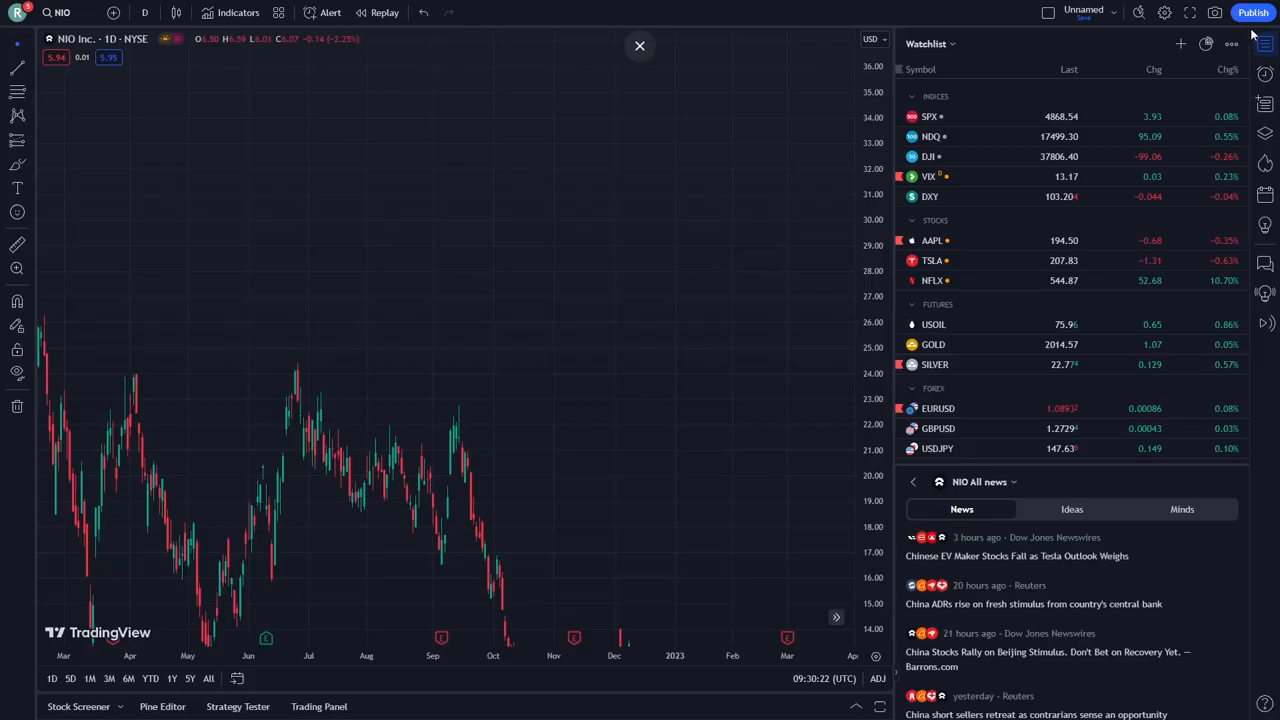 R 5 NIO D Indicators Alert Replay Unnamed Save Publish
NIO Inc. · 1D · NYSE O6.50 H6.59 L6.01 C6.07 -0.14 (-2.25%) USD
5.94 0.01 5.95
36.00
35.00
34.00
33.00
32.00
31.00
30.00
29.00
28.00
27.00
26.00
25.00
24.00
23.00
22.00
21.00
20.00
19.00
18.00
17.00
16.00
15.00
14.00
E E E E
TradingView
Mar Apr May Jun Jul Aug Sep Oct Nov Dec 2023 Feb Mar Ap
1D 5D 1M 3M 6M YTD 1Y 5Y All 09:30:22 (UTC) ADJ
Stock Screener Pine Editor Strategy Tester Trading Panel
Watchlist
Symbol Last Chg Chg%
INDICES
SPX 4868.54 3.93 0.08%
NDQ 17499.30 95.09 0.55%
DJI 37806.40 -99.06 -0.26%
VIX D 13.17 0.03 0.23%
DXY 103.204 -0.044 -0.04%
STOCKS
AAPL 194.50 -0.68 -0.35%
TSLA 207.83 -1.31 -0.63%
NFLX 544.87 52.68 10.70%
FUTURES
USOIL 75.96 0.65 0.86%
GOLD 2014.57 1.07 0.05%
SILVER 22.774 0.129 0.57%
FOREX
EURUSD 1.08932 0.00086 0.08%
GBPUSD 1.27294 0.00043 0.03%
USDJPY 147.636 0.149 0.10%
NIO All news
News Ideas Minds
3 hours ago · Dow Jones Newswires
Chinese EV Maker Stocks Fall as Tesla Outlook Weighs
20 hours ago · Reuters
China ADRs rise on fresh stimulus from country's central bank
21 hours ago · Dow Jones Newswires
China Stocks Rally on Beijing Stimulus. Don't Bet on Recovery Yet. —
Barrons.com
yesterday · Reuters
China short sellers retreat as contrarians sense an opportunity